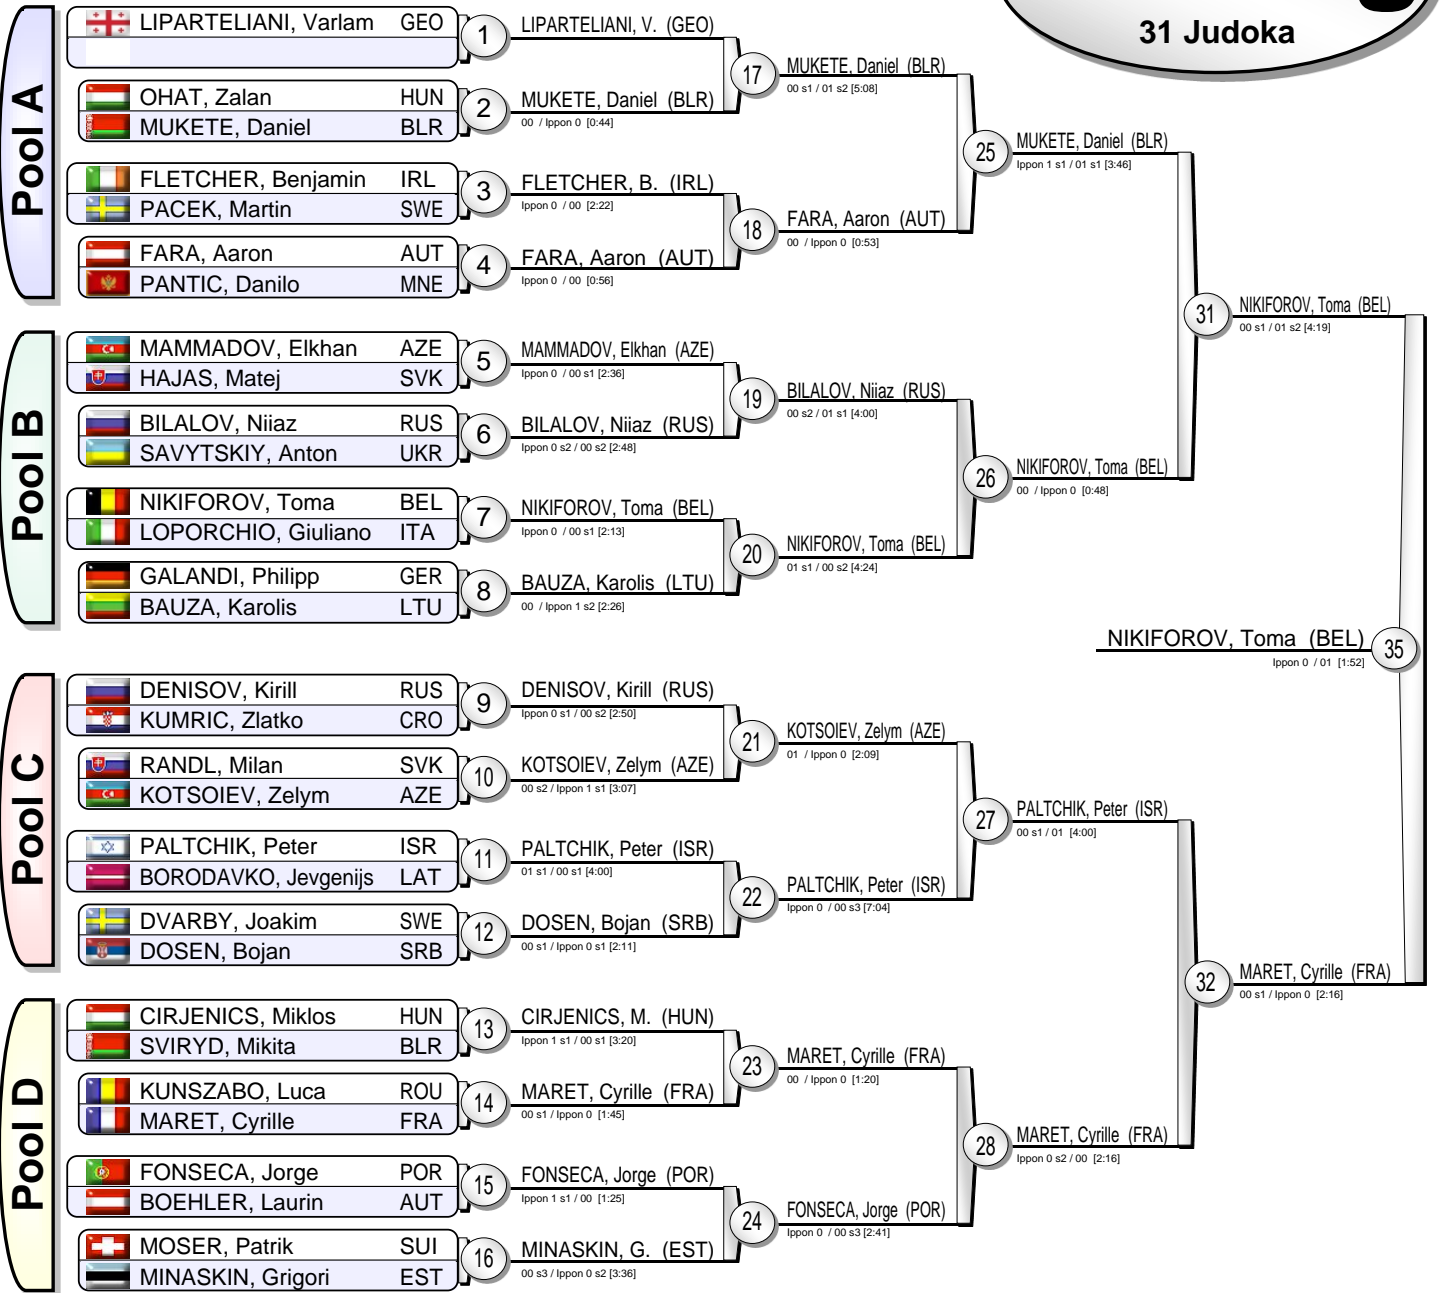 31 Judoka
Pool A
LIPARTELIANI, Varlam GEO
1
OHAT, Zalan HUN
MUKETE, Daniel BLR
2
FLETCHER, Benjamin IRL
PACEK, Martin SWE
3
FARA, Aaron AUT
PANTIC, Danilo MNE
4
Pool B
MAMMADOV, Elkhan AZE
HAJAS, Matej SVK
5
BILALOV, Niiaz RUS
SAVYTSKIY, Anton UKR
6
NIKIFOROV, Toma BEL
LOPORCHIO, Giuliano ITA
7
GALANDI, Philipp GER
BAUZA, Karolis LTU
8
Pool C
DENISOV, Kirill RUS
KUMRIC, Zlatko CRO
9
RANDL, Milan SVK
KOTSOIEV, Zelym AZE
10
PALTCHIK, Peter ISR
BORODAVKO, Jevgenijs LAT
11
DVARBY, Joakim SWE
DOSEN, Bojan SRB
12
Pool D
CIRJENICS, Miklos HUN
SVIRYD, Mikita BLR
13
KUNSZABO, Luca ROU
MARET, Cyrille FRA
14
FONSECA, Jorge POR
BOEHLER, Laurin AUT
15
MOSER, Patrik SUI
MINASKIN, Grigori EST
16
LIPARTELIANI, V. (GEO)
MUKETE, Daniel (BLR)
00 / Ippon 0 [0:44]
17
FLETCHER, B. (IRL)
Ippon 0 / 00 [2:22]
FARA, Aaron (AUT)
Ippon 0 / 00 [0:56]
18
MAMMADOV, Elkhan (AZE)
Ippon 0 / 00 s1 [2:36]
BILALOV, Niiaz (RUS)
Ippon 0 s2 / 00 s2 [2:48]
19
NIKIFOROV, Toma (BEL)
Ippon 0 / 00 s1 [2:13]
BAUZA, Karolis (LTU)
00 / Ippon 1 s2 [2:26]
20
DENISOV, Kirill (RUS)
Ippon 0 s1 / 00 s2 [2:50]
KOTSOIEV, Zelym (AZE)
00 s2 / Ippon 1 s1 [3:07]
21
PALTCHIK, Peter (ISR)
01 s1 / 00 s1 [4:00]
DOSEN, Bojan (SRB)
00 s1 / Ippon 0 s1 [2:11]
22
CIRJENICS, M. (HUN)
Ippon 1 s1 / 00 s1 [3:20]
MARET, Cyrille (FRA)
00 s1 / Ippon 0 [1:45]
23
FONSECA, Jorge (POR)
Ippon 1 s1 / 00 [1:25]
MINASKIN, G. (EST)
00 s3 / Ippon 0 s2 [3:36]
24
MUKETE, Daniel (BLR)
00 s1 / 01 s2 [5:08]
FARA, Aaron (AUT)
00 / Ippon 0 [0:53]
25
BILALOV, Niiaz (RUS)
00 s2 / 01 s1 [4:00]
NIKIFOROV, Toma (BEL)
01 s1 / 00 s2 [4:24]
26
KOTSOIEV, Zelym (AZE)
01 / Ippon 0 [2:09]
PALTCHIK, Peter (ISR)
Ippon 0 / 00 s3 [7:04]
27
MARET, Cyrille (FRA)
00 / Ippon 0 [1:20]
FONSECA, Jorge (POR)
Ippon 0 / 00 s3 [2:41]
28
MUKETE, Daniel (BLR)
Ippon 1 s1 / 01 s1 [3:46]
NIKIFOROV, Toma (BEL)
00 / Ippon 0 [0:48]
31
PALTCHIK, Peter (ISR)
00 s1 / 01 [4:00]
MARET, Cyrille (FRA)
Ippon 0 s2 / 00 [2:16]
32
NIKIFOROV, Toma (BEL)
00 s1 / 01 s2 [4:19]
MARET, Cyrille (FRA)
00 s1 / Ippon 0 [2:16]
NIKIFOROV, Toma (BEL)
Ippon 0 / 01 [1:52]
35